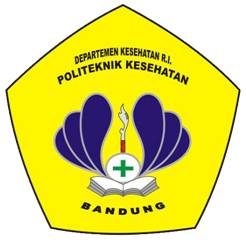 DEPARTEMEN KESEHATAN R.I.
POLITEKNIK KESEHATAN
BANDUNG